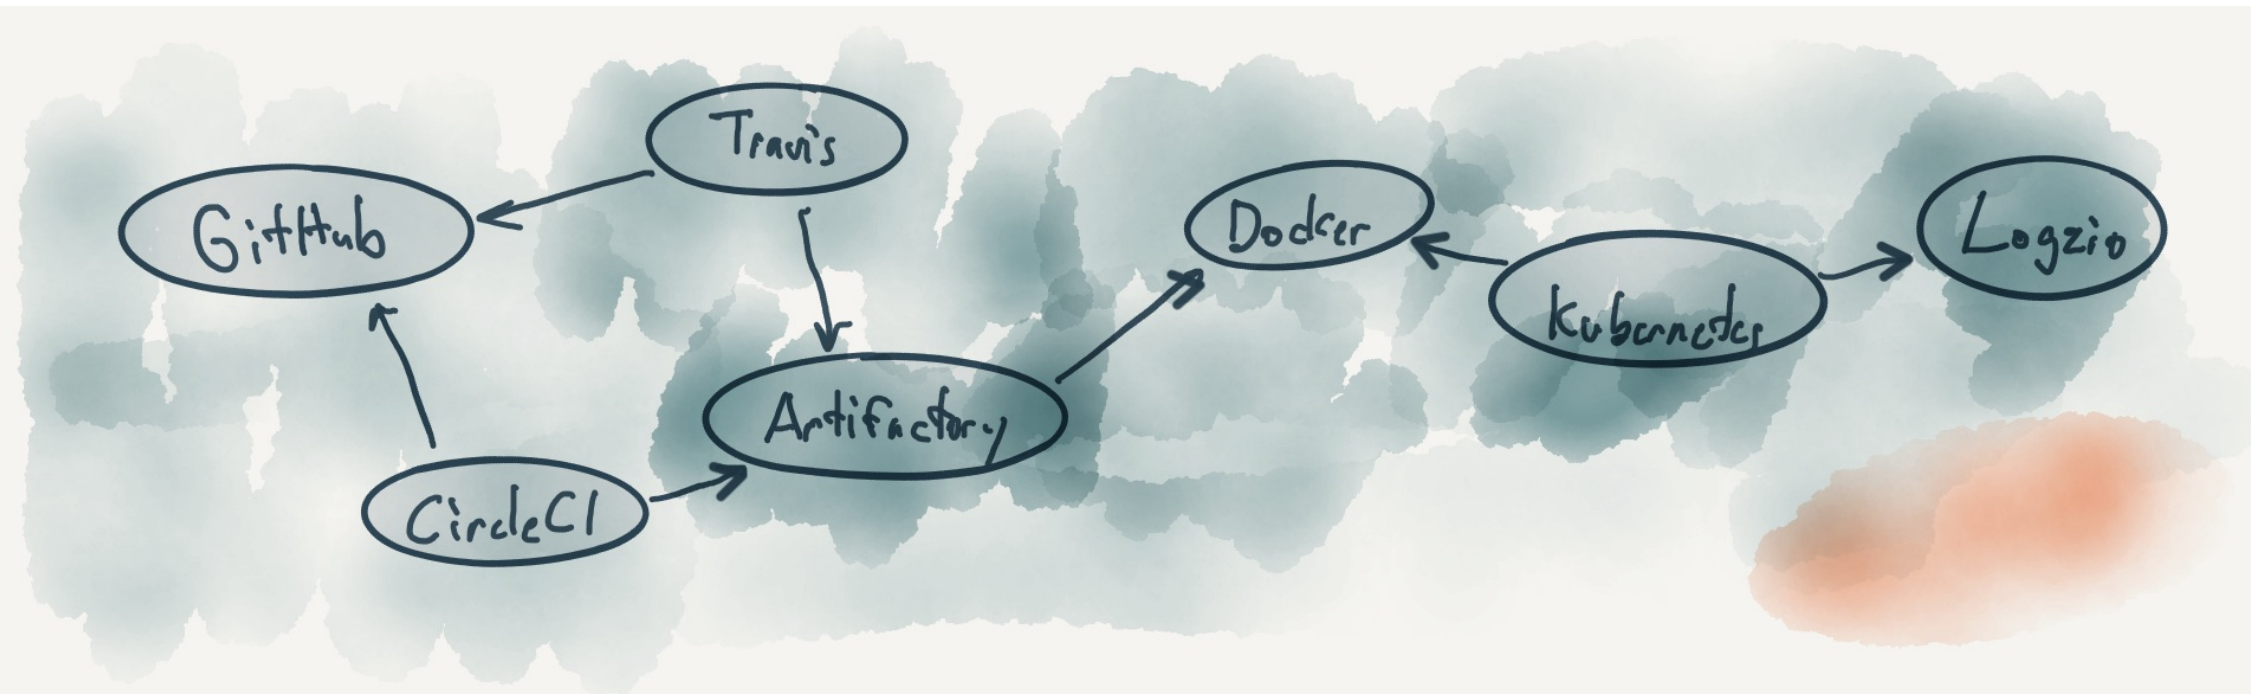 Travis
GitHub
Docker
Logzio
Kubernetes
Artifactory
CircleCI